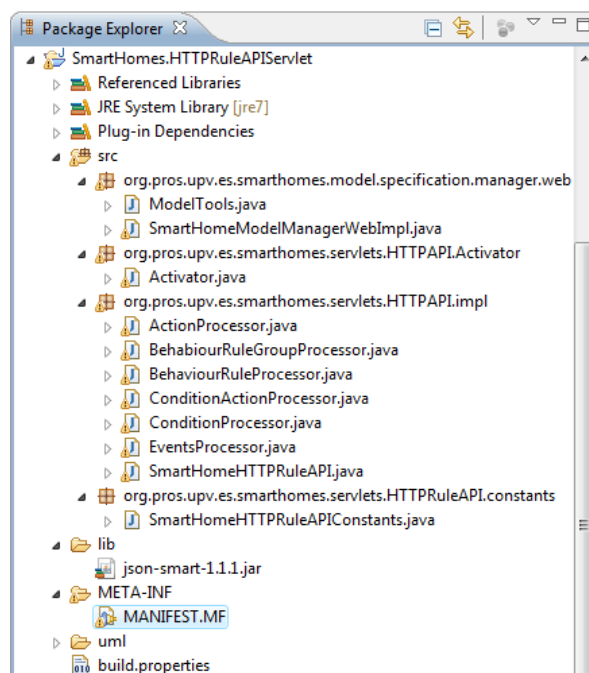 Package Explorer
SmartHomes.HTTPRuleAPIServlet
Referenced Libraries
JRE System Library [jre7]
Plug-in Dependencies
src
org.pros.upv.es.smarthomes.model.specification.manager.web
ModelTools.java
SmartHomeModelManagerWebImpl.java
org.pros.upv.es.smarthomes.servlets.HTTPAPI.Activator
Activator.java
org.pros.upv.es.smarthomes.servlets.HTTPAPI.impl
ActionProcessor.java
BehabiourRuleGroupProcessor.java
BehaviourRuleProcessor.java
ConditionActionProcessor.java
ConditionProcessor.java
EventsProcessor.java
SmartHomeHTTPRuleAPI.java
org.pros.upv.es.smarthomes.servlets.HTTPRuleAPI.constants
SmartHomeHTTPRuleAPIConstants.java
lib
json-smart-1.1.1.jar
META-INF
MANIFEST.MF
uml
build.properties